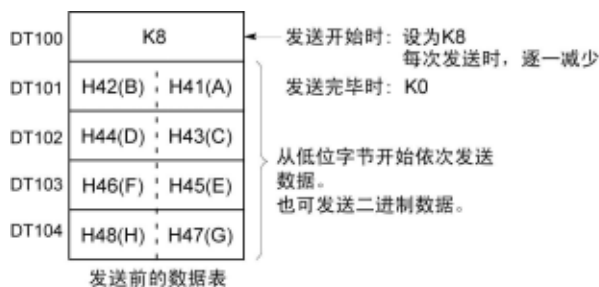 DT100 K8 发送开始时：设为K8
每次发送时，逐一减少
DT101 H42(B) H41(A) 发送完毕时：K0
DT102 H44(D) H43(C)
从低位字节开始依次发送
数据。
DT103 H46(F) H45(E)
也可发送二进制数据。
DT104 H48(H) H47(G)
发送前的数据表